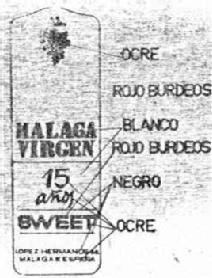 OCRE
ROJO BURDEOS
MALAGA
VIRGEN
BLANCO
ROJO BURDEOS
15
años
NEGRO
SWEET
OCRE
LOPEZ HERMANOS
MALAGA ESPAÑA